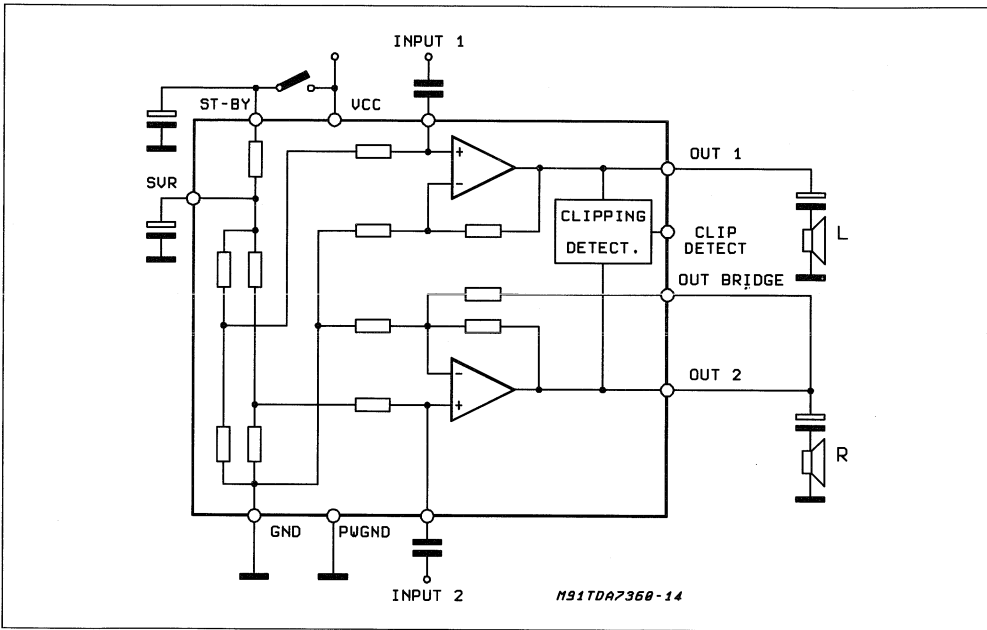 INPUT 1
ST-BY
VCC
SVR
+
-
OUT 1
CLIPPING
DETECT.
CLIP
DETECT
L
OUT BRIDGE
-
+
OUT 2
R
GND
PWGND
INPUT 2
M91TDA7360-14